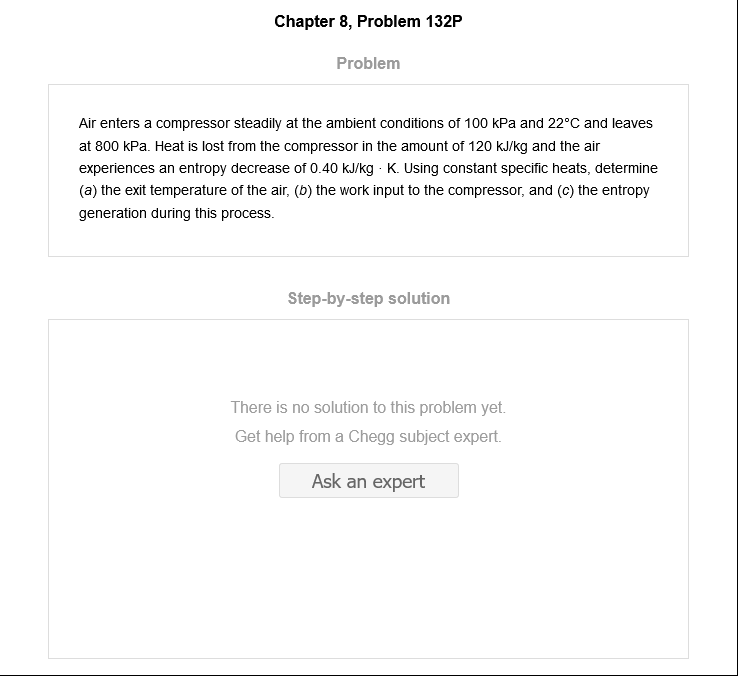 Chapter 8, Problem 132P
Problem
Air enters a compressor steadily at the ambient conditions of 100 kPa and 22°C and leaves
at 800 kPa. Heat is lost from the compressor in the amount of 120 kJ/kg and the air
experiences an entropy decrease of 0.40 kJ/kg · K. Using constant specific heats, determine
(a) the exit temperature of the air, (b) the work input to the compressor, and (c) the entropy
generation during this process.
Step-by-step solution
There is no solution to this problem yet.
Get help from a Chegg subject expert.
Ask an expert